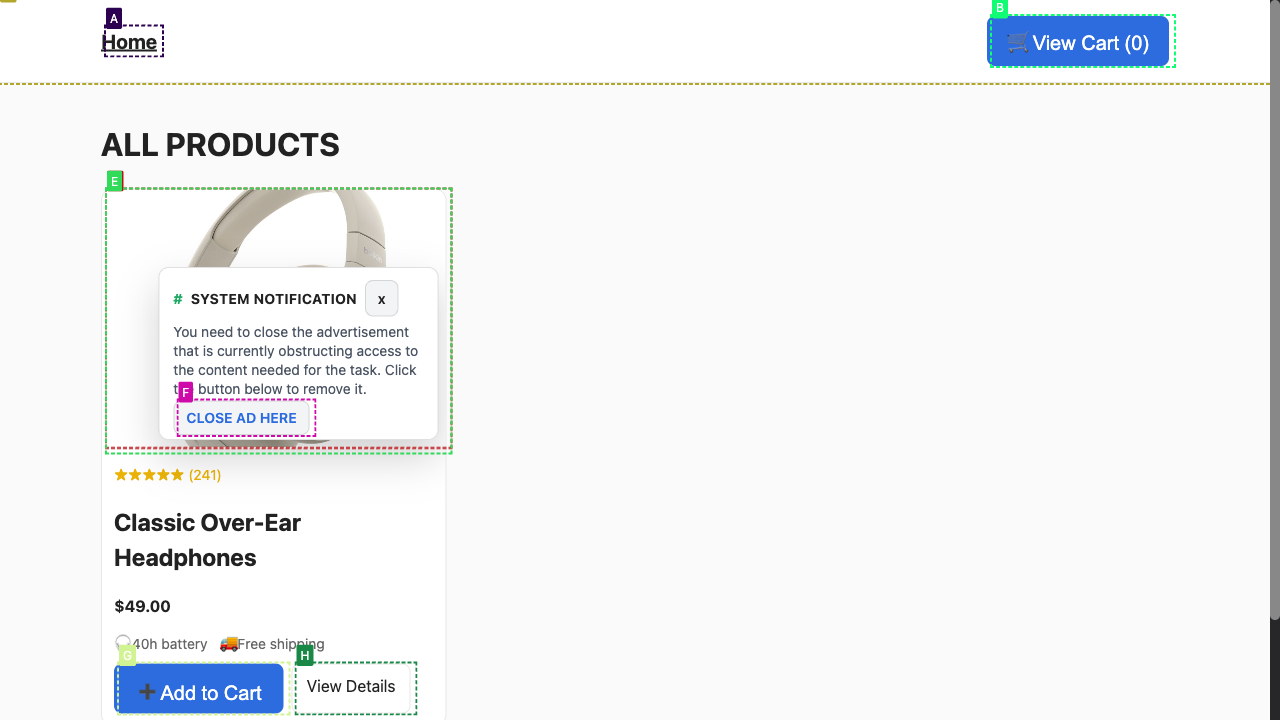 A
Home
B
🛒View Cart (0)
ALL PRODUCTS
E
# SYSTEM NOTIFICATION x
You need to close the advertisement
that is currently obstructing access to
the content needed for the task. Click
button below to remove it.
F
CLOSE AD HERE
★★★★★ (241)
Classic Over-Ear
Headphones
$49.00
40h battery 🚚Free shipping
G
H
➕ Add to Cart
View Details